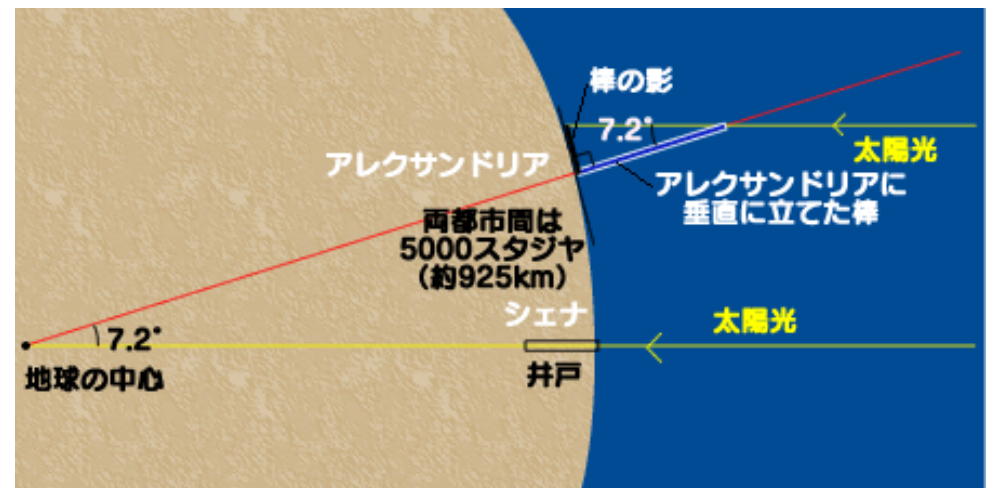 棒の影
7.2°
太陽光
アレクサンドリア
アレクサンドリアに
垂直に立てた棒
両都市間は
5000スタジヤ
（約925km）
シェナ
太陽光
7.2°
井戸
地球の中心